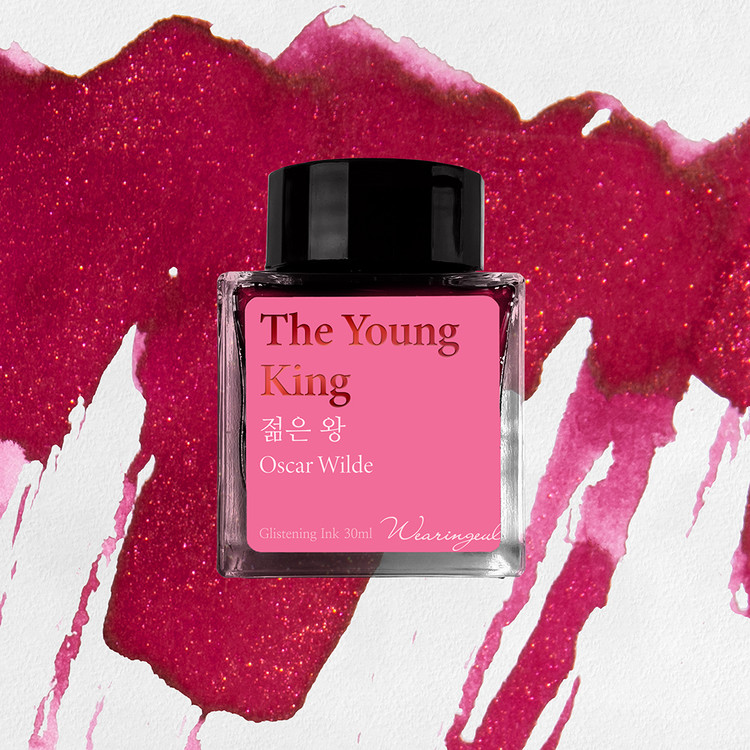 The Young
King
젊은 왕
Oscar Wilde
Glistening Ink 30ml Wearingeul